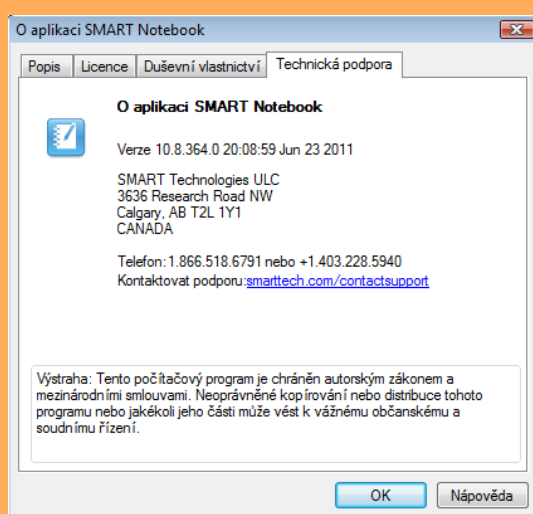 O aplikaci SMART Notebook
Popis Licence Duševní vlastnictví Technická podpora
O aplikaci SMART Notebook
Verze 10.8.364.0 20:08:59 Jun 23 2011
SMART Technologies ULC
3636 Research Road NW
Calgary, AB T2L 1Y1
CANADA
Telefon: 1.866.518.6791 nebo +1.403.228.5940
Kontaktovat podporu:smarttech.com/contactsupport
Výstraha: Tento počítačový program je chráněn autorským zákonem a
mezinárodními smlouvami. Neoprávněné kopírování nebo distribuce tohoto
programu nebo jakékoli jeho části může vést k vážnému občanskému a
soudnímu řízení.
OK Nápověda